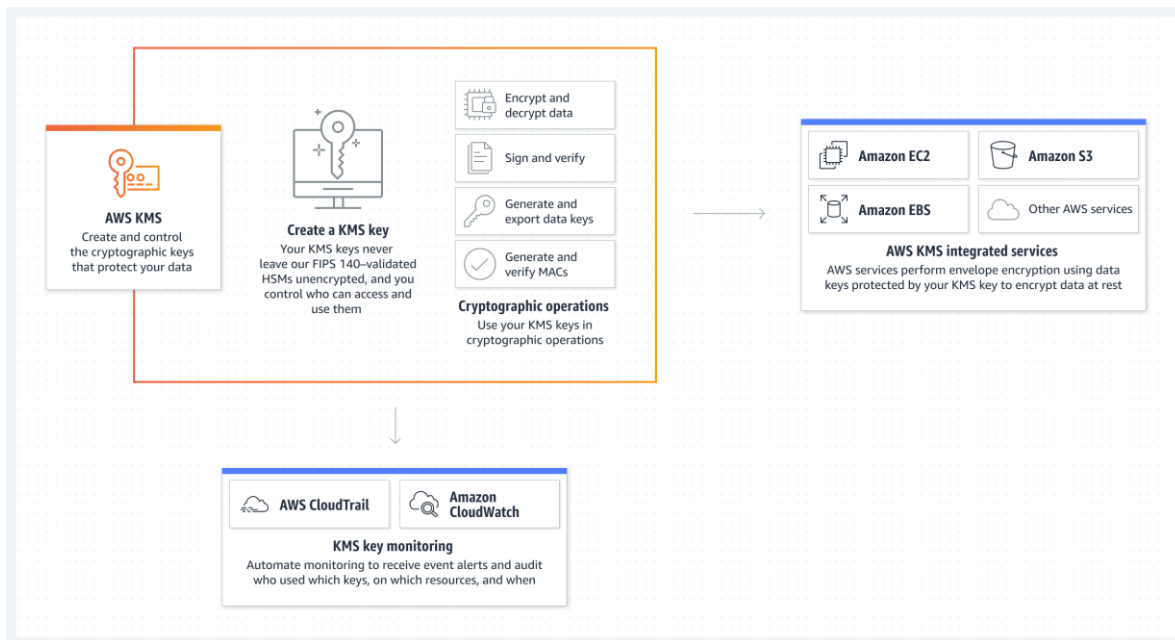 AWS KMS
Create and control
the cryptographic keys
that protect your data
Create a KMS key
Your KMS keys never
leave our FIPS 140–validated
HSMs unencrypted, and you
control who can access and
use them
Encrypt and
decrypt data
Sign and verify
Generate and
export data keys
Generate and
verify MACs
Cryptographic operations
Use your KMS keys in
cryptographic operations
Amazon EC2
Amazon S3
Amazon EBS
Other AWS services
AWS KMS integrated services
AWS services perform envelope encryption using data
keys protected by your KMS key to encrypt data at rest
AWS CloudTrail
Amazon
CloudWatch
KMS key monitoring
Automate monitoring to receive event alerts and audit
who used which keys, on which resources, and when